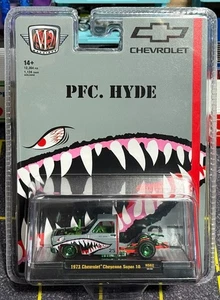 M2
14+
CHEVROLET
PFC. HYDE
1973 Chevrolet Cheyenne Super 10